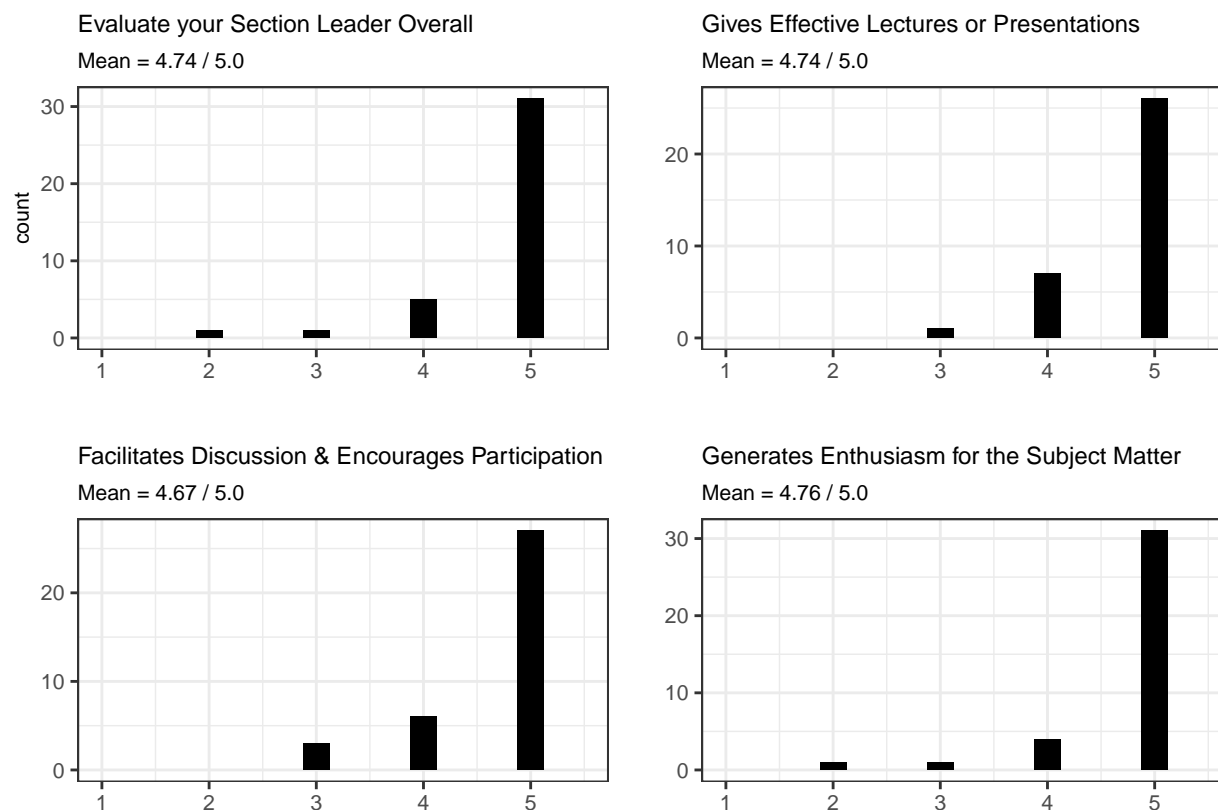 Evaluate your Section Leader Overall
Mean = 4.74 / 5.0
count
30
20
10
0
1 2 3 4 5
Gives Effective Lectures or Presentations
Mean = 4.74 / 5.0
20
10
0
1 2 3 4 5
Facilitates Discussion & Encourages Participation
Mean = 4.67 / 5.0
20
10
0
1 2 3 4 5
Generates Enthusiasm for the Subject Matter
Mean = 4.76 / 5.0
30
20
10
0
1 2 3 4 5